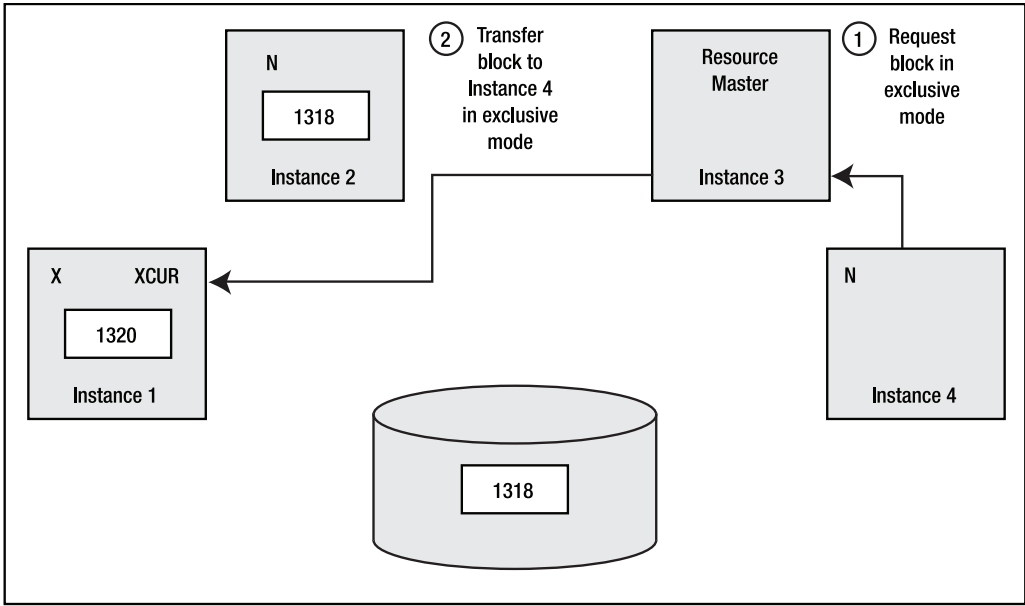 N
1318
Instance 2
2
Transfer
block to
Instance 4
in exclusive
mode
Resource
Master
Instance 3
1
Request
block in
exclusive
mode
X XCUR
1320
Instance 1
N
Instance 4
1318